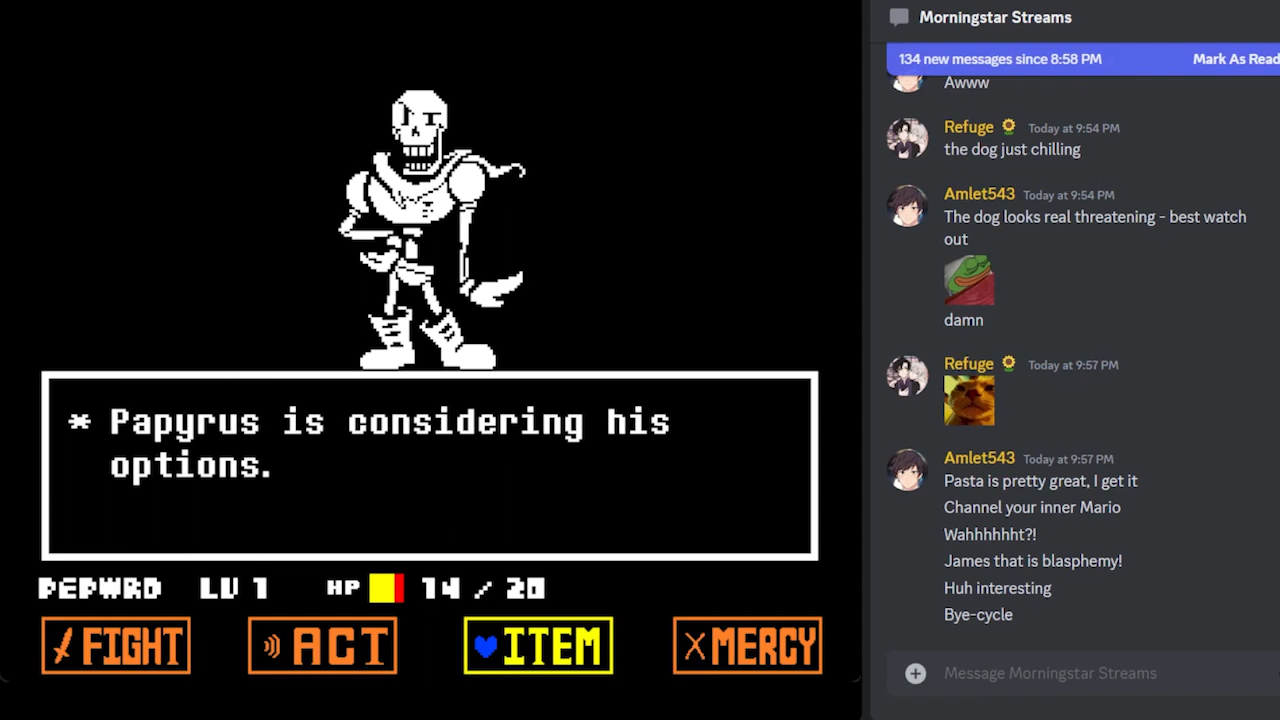 * Papyrus is considering his
options.
PEPWRD LV 1 HP 14 / 20
FIGHT ACT ITEM MERCY
Morningstar Streams
134 new messages since 8:58 PM Mark As Read
Awww
Refuge Today at 9:54 PM
the dog just chilling
Amlet543 Today at 9:54 PM
The dog looks real threatening - best watch
out
damn
Refuge Today at 9:57 PM
Amlet543 Today at 9:57 PM
Pasta is pretty great, I get it
Channel your inner Mario
Wahhhhhht?!
James that is blasphemy!
Huh interesting
Bye-cycle
Message Morningstar Streams